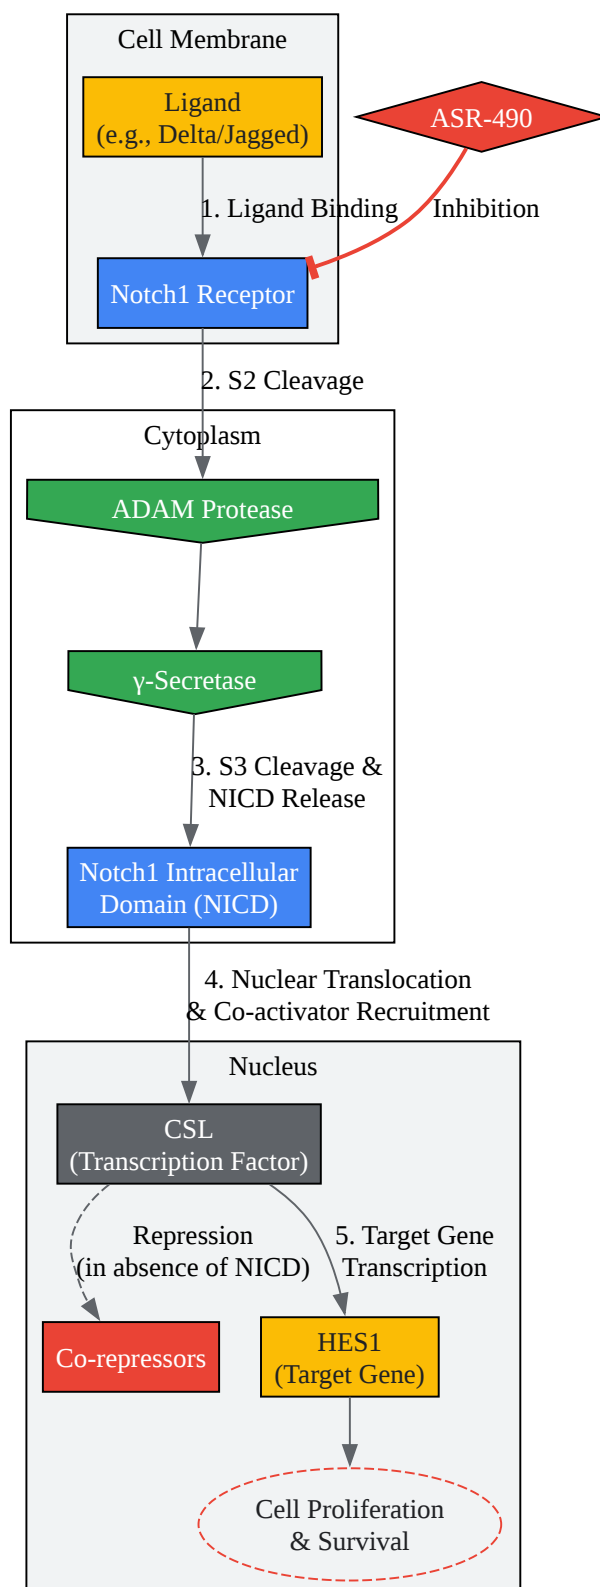 Cell Membrane
Ligand
(e.g., Delta/Jagged)
ASR-490
1. Ligand Binding
Inhibition
Notch1 Receptor
2. S2 Cleavage
Cytoplasm
ADAM Protease
γ-Secretase
3. S3 Cleavage &
NICD Release
Notch1 Intracellular
Domain (NICD)
4. Nuclear Translocation
& Co-activator Recruitment
Nucleus
CSL
(Transcription Factor)
Repression
(in absence of NICD)
5. Target Gene
Transcription
Co-repressors
HES1
(Target Gene)
Cell Proliferation
& Survival